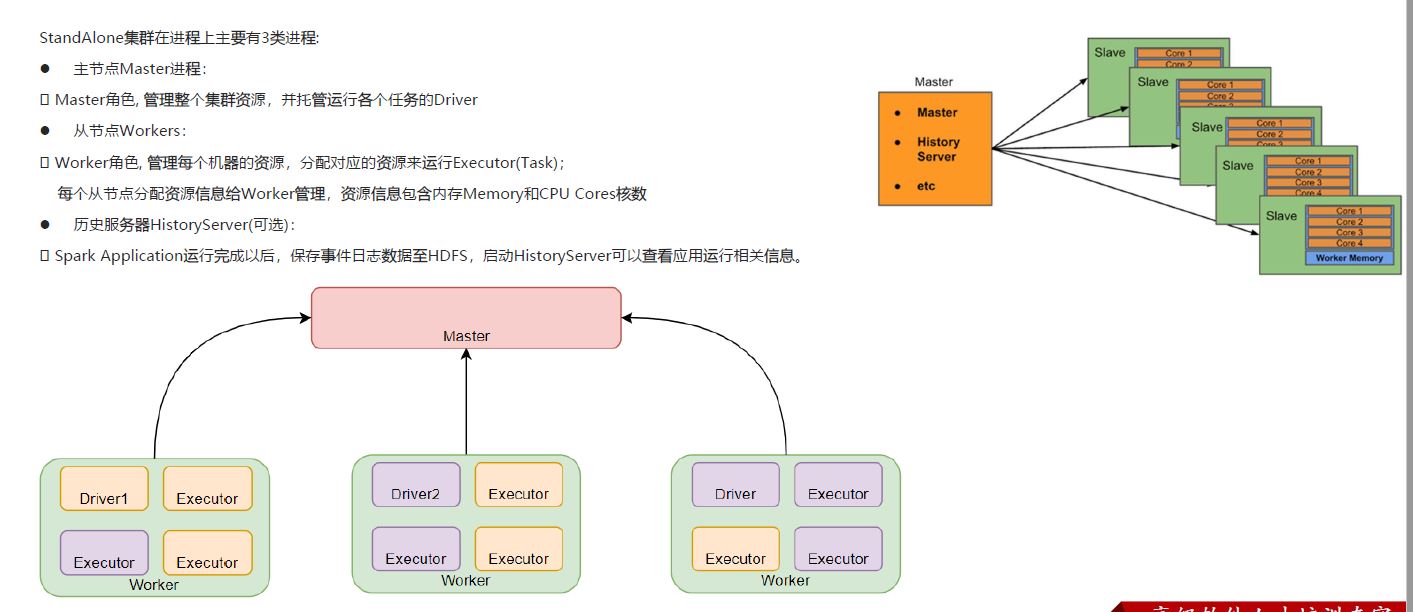 StandAlone集群在进程上主要有3类进程:
● 主节点Master进程：
Master角色, 管理整个集群资源，并托管运行各个任务的Driver
● 从节点Workers：
Worker角色, 管理每个机器的资源，分配对应的资源来运行Executor(Task)；
每个从节点分配资源信息给Worker管理，资源信息包含内存Memory和CPU Cores核数
● 历史服务器HistoryServer(可选)：
Spark Application运行完成以后，保存事件日志数据至HDFS，启动HistoryServer可以查看应用运行相关信息。
Master
● Master
● History
Server
● etc
Slave
Core 1
Core 2
Slave
Core 1
Core 2
Slave
Core 1
Core 2
Slave
Core 1
Core 2
Core 3
Core 4
Slave
Core 1
Core 2
Core 3
Core 4
Worker Memory
Master
Driver1
Executor
Executor
Executor
Worker
Driver2
Executor
Executor
Executor
Worker
Driver
Executor
Executor
Executor
Worker